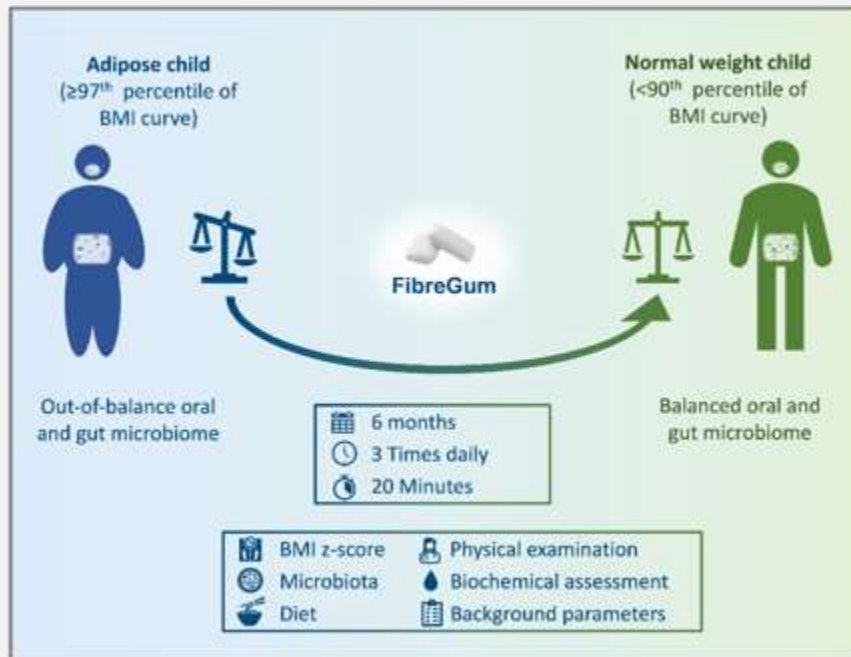 Adipose child
(≥97th percentile of
BMI curve)
Normal weight child
(<90th percentile of
BMI curve)
FibreGum
Out-of-balance oral
and gut microbiome
Balanced oral and
gut microbiome
6 months
3 Times daily
20 Minutes
BMI z-score
Microbiota
Diet
Physical examination
Biochemical assessment
Background parameters